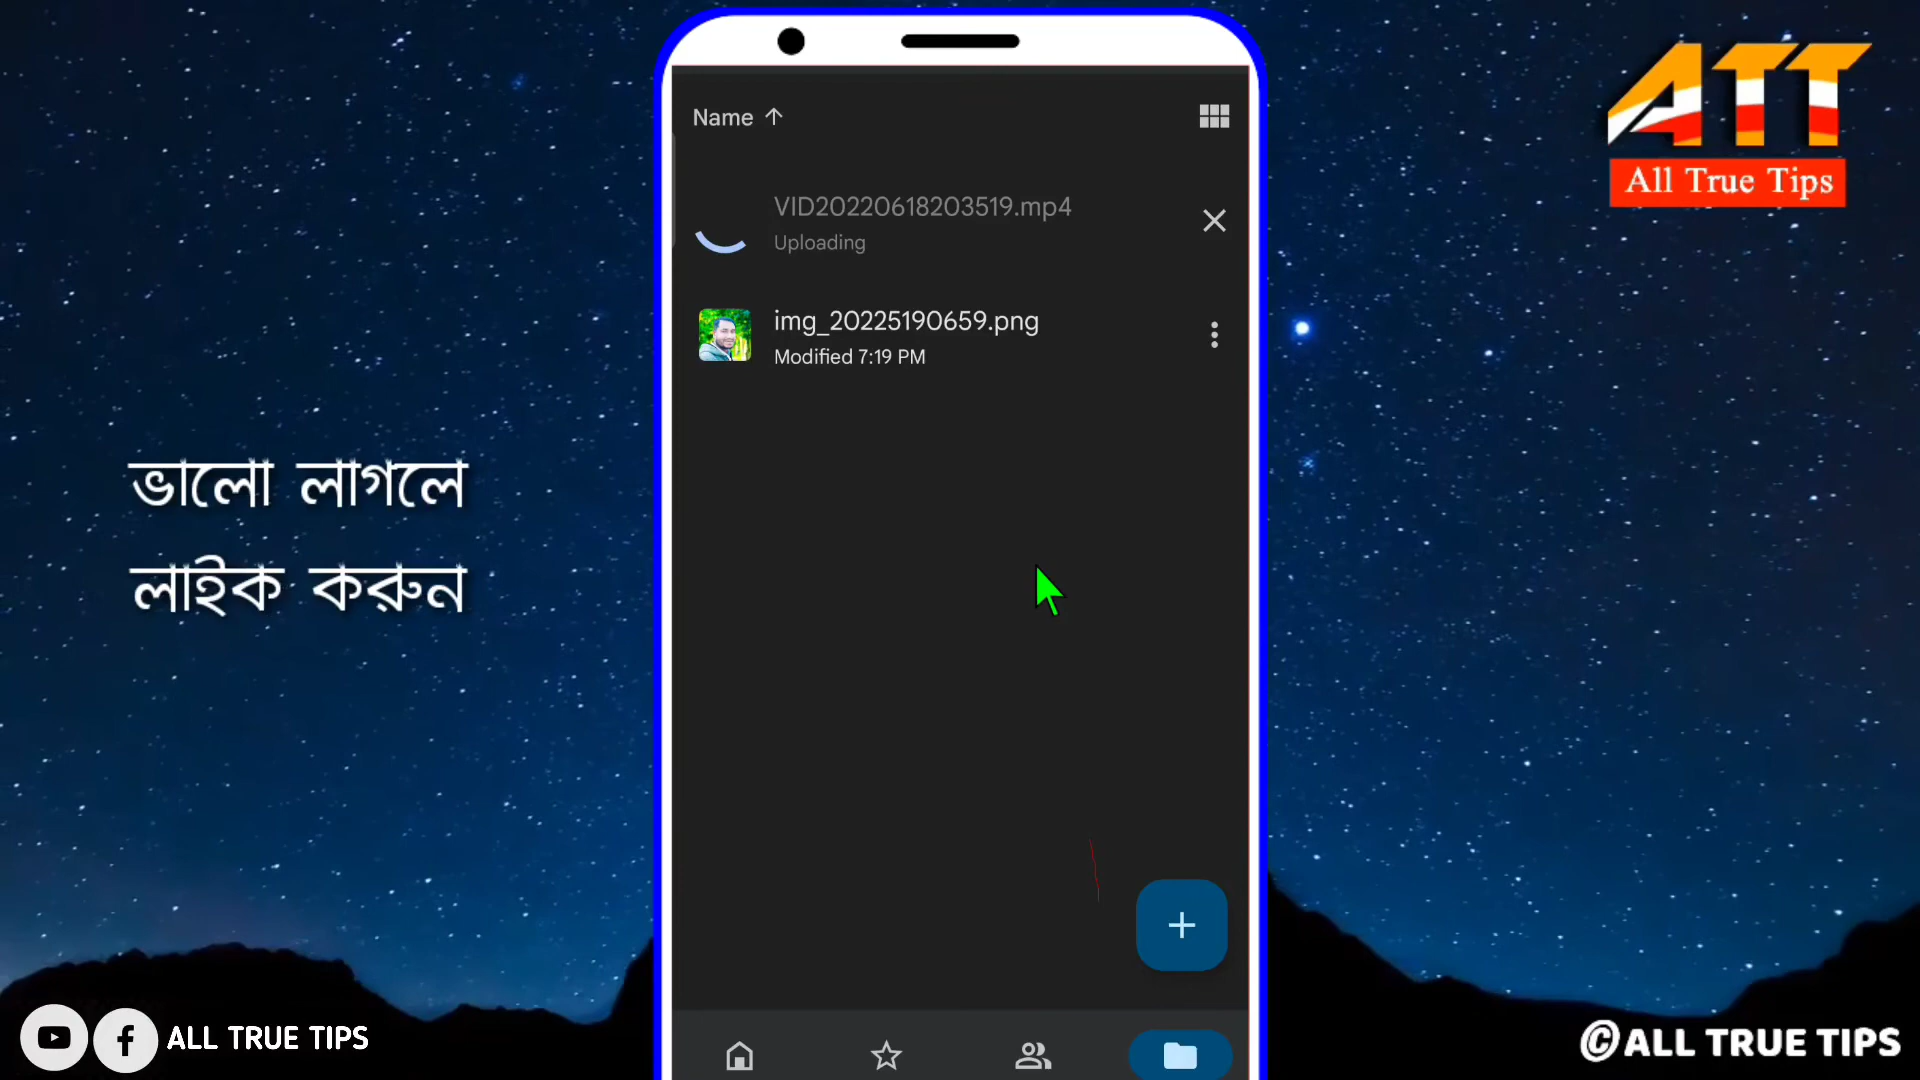 ATT
All True Tips
Name
VID20220618203519.mp4
Uploading
img_20225190659.png
Modified 7:19 PM
ভালো লাগলে
লাইক করুন
ALL TRUE TIPS
©ALL TRUE TIPS